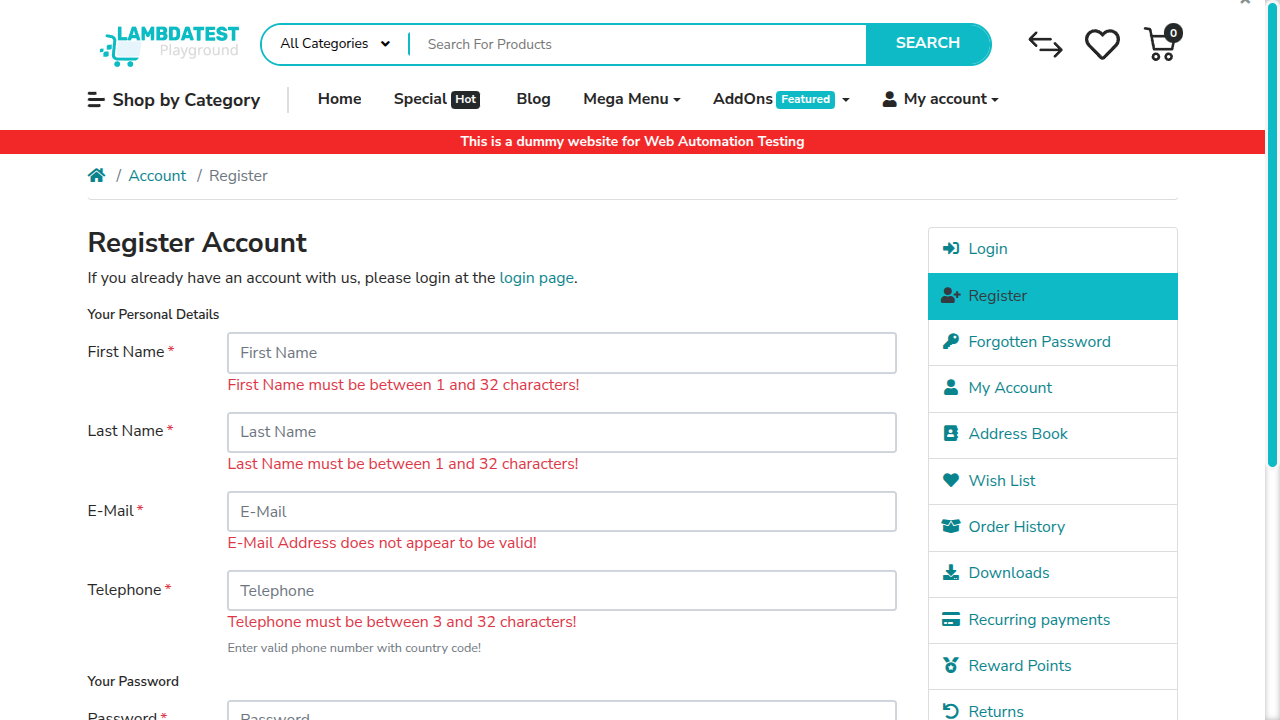 LAMBDATEST
Playground
All Categories
Search For Products
SEARCH
0
Shop by Category
Home
Special Hot
Blog
Mega Menu
AddOns Featured
My account
This is a dummy website for Web Automation Testing
/ Account / Register
Register Account
If you already have an account with us, please login at the login page.
Your Personal Details
First Name *
First Name
First Name must be between 1 and 32 characters!
Last Name *
Last Name
Last Name must be between 1 and 32 characters!
E-Mail *
E-Mail
E-Mail Address does not appear to be valid!
Telephone *
Telephone
Telephone must be between 3 and 32 characters!
Enter valid phone number with country code!
Your Password
Password *
Password
Login
Register
Forgotten Password
My Account
Address Book
Wish List
Order History
Downloads
Recurring payments
Reward Points
Returns